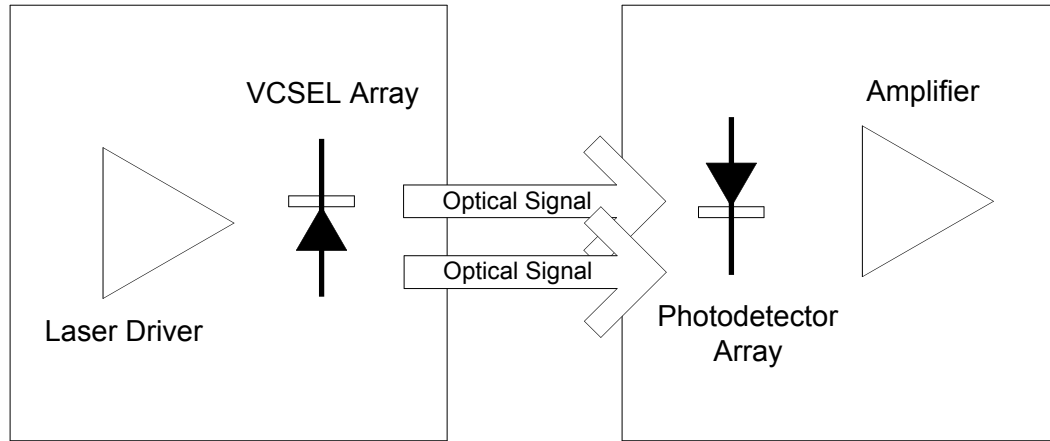 VCSEL Array
Amplifier
Optical Signal
Optical Signal
Laser Driver
Photodetector
Array